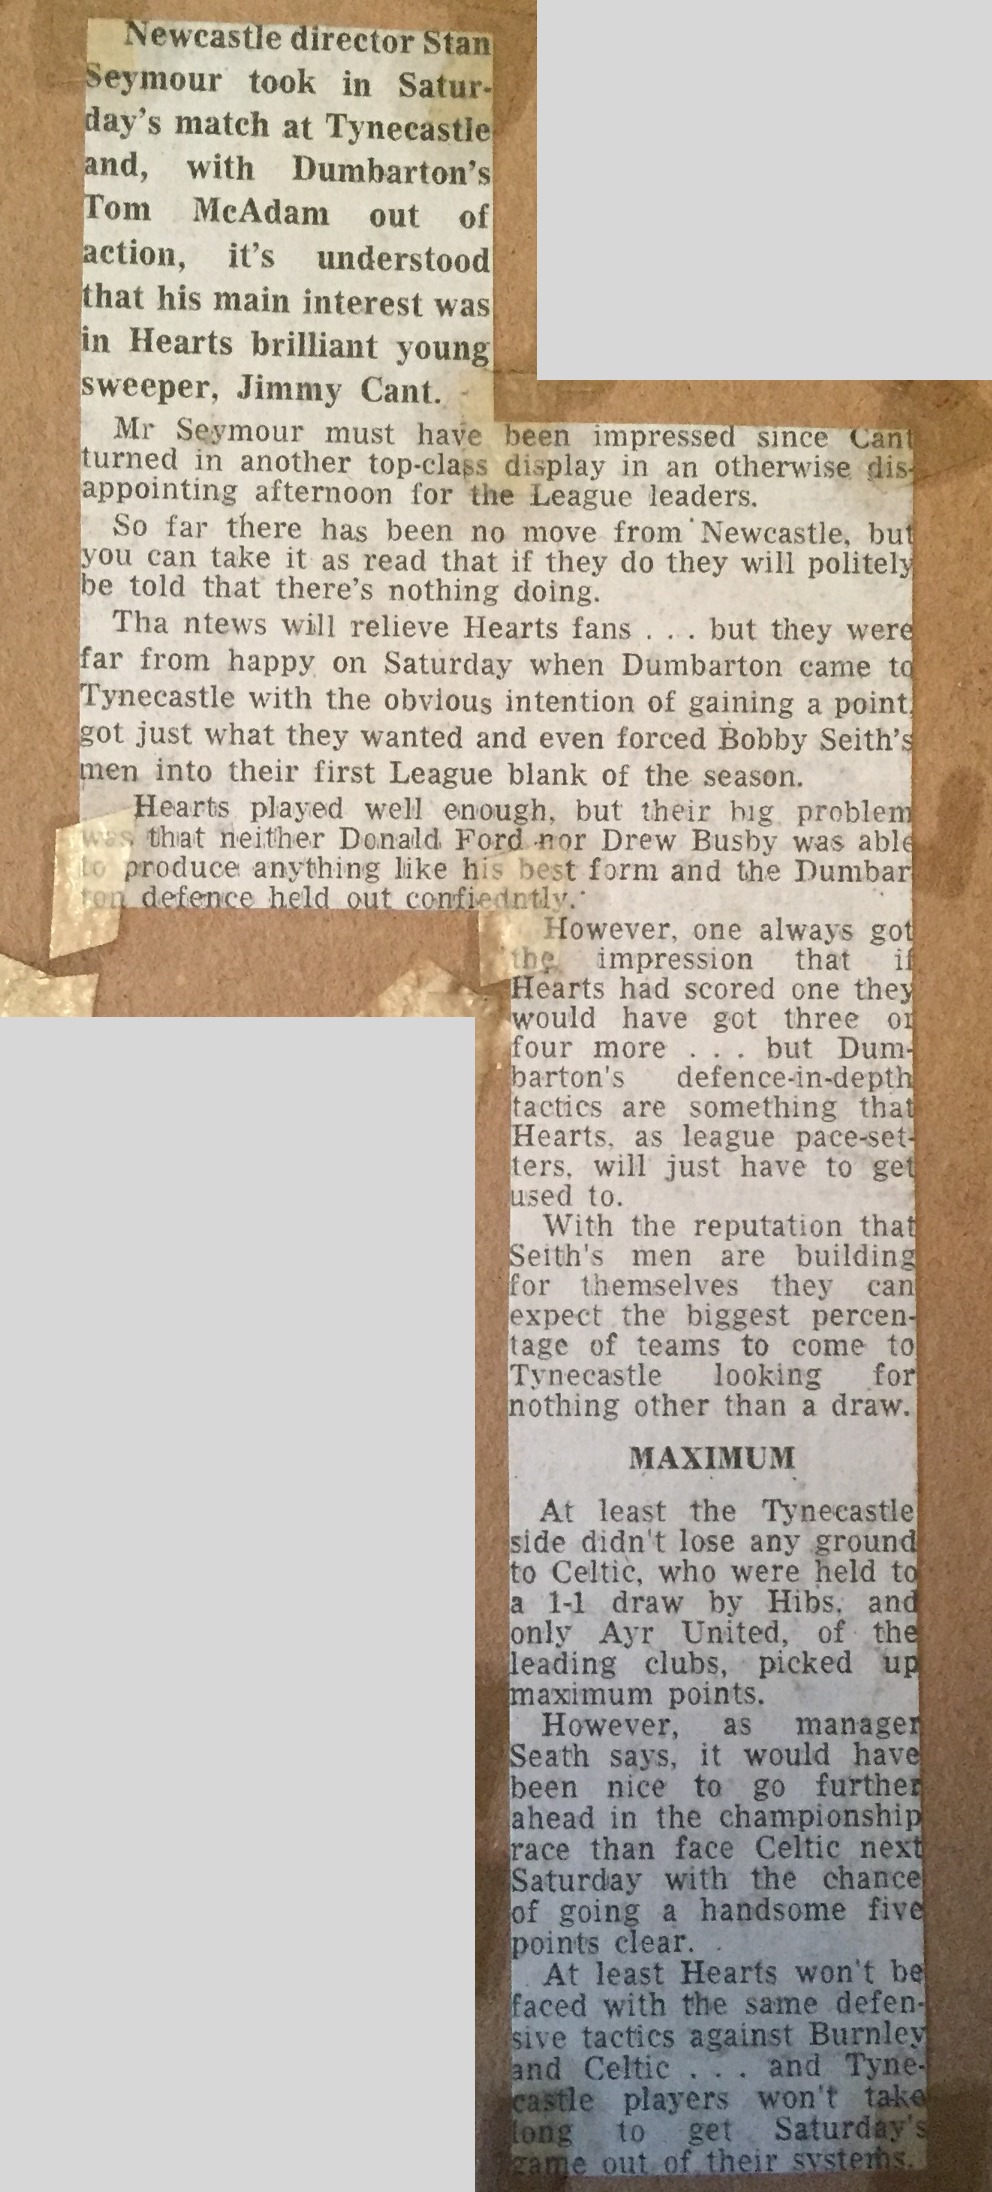 Newcastle director Stan
Seymour took in Satur-
day's match at Tynecastle
and, with Dumbarton's
Tom McAdam out of
action, it's understood
that his main interest was
in Hearts brilliant young
sweeper, Jimmy Cant.
Mr Seymour must have been impressed since Cant
turned in another top-class display in an otherwise dis-
appointing afternoon for the League leaders.
So far there has been no move from Newcastle, but
you can take it as read that if they do they will politely
be told that there's nothing doing.
Tha ntews will relieve Hearts fans . . . but they were
far from happy on Saturday when Dumbarton came to
Tynecastle with the obvious intention of gaining a point,
got just what they wanted and even forced Bobby Seith's
men into their first League blank of the season.
Hearts played well enough, but their big problem
was that neither Donald Ford nor Drew Busby was able
to produce anything like his best form and the Dumbar
ton defence held out confiedntly.
However, one always got
the impression that if
Hearts had scored one they
would have got three or
four more . . . but Dum-
barton's defence-in-depth
tactics are something that
Hearts, as league pace-set-
ters, will just have to get
used to.
With the reputation that
Seith's men are building
for themselves they can
expect the biggest percen-
tage of teams to come to
Tynecastle looking for
nothing other than a draw.
MAXIMUM
At least the Tynecastle
side didn't lose any ground
to Celtic, who were held to
a 1-1 draw by Hibs, and
only Ayr United, of the
leading clubs, picked up
maximum points.
However, as manager
Seath says, it would have
been nice to go further
ahead in the championship
race than face Celtic next
Saturday with the chance
of going a handsome five
points clear.
At least Hearts won't be
faced with the same defen-
sive tactics against Burnley
and Celtic . . . and Tyne-
castle players won't take
long to get Saturday's
game out of their systems.